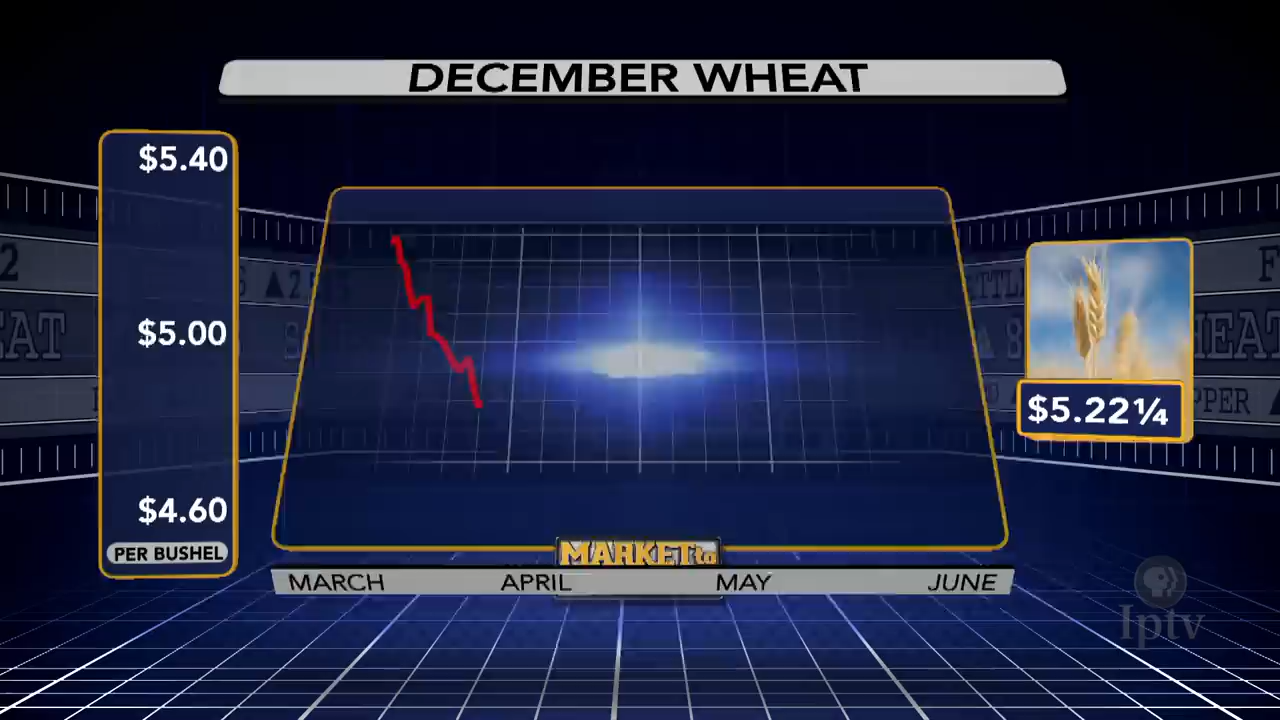 DECEMBER WHEAT
$5.40
$5.00
$4.60
PER BUSHEL
$5.22¼
MARKET to
MARCH APRIL MAY JUNE
Iptv